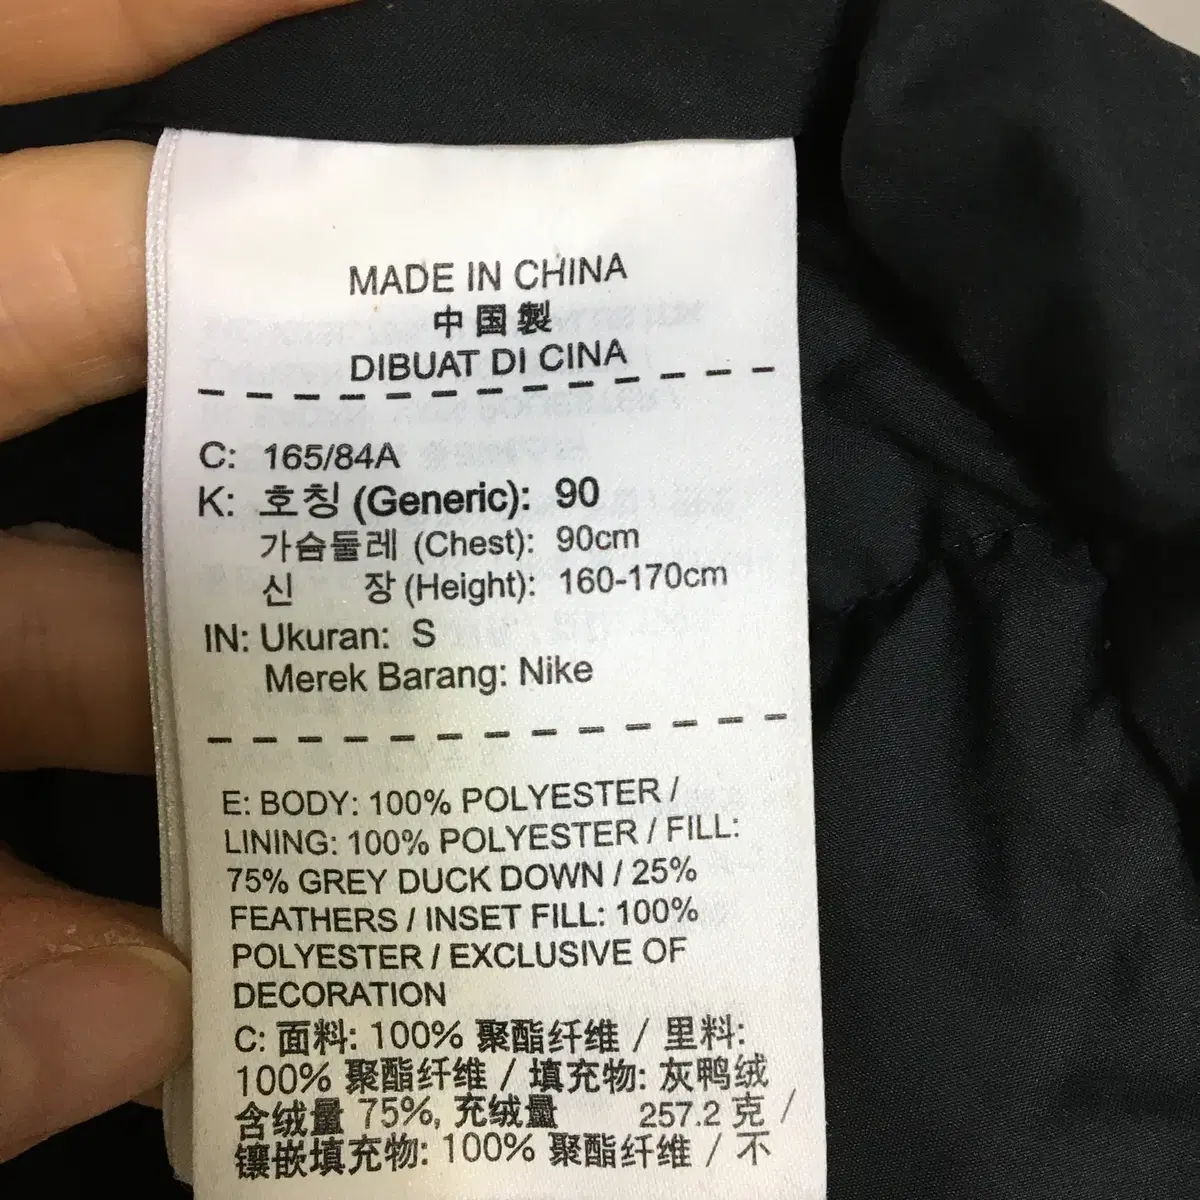 MADE IN CHINA
中国製
DIBUAT DI CINA
C: 165/84A
K: 호칭 (Generic): 90
가슴둘레 (Chest): 90cm
신 장 (Height): 160-170cm
IN: Ukuran: S
Merek Barang: Nike
E: BODY: 100% POLYESTER /
LINING: 100% POLYESTER / FILL:
75% GREY DUCK DOWN / 25%
FEATHERS / INSET FILL: 100%
POLYESTER / EXCLUSIVE OF
DECORATION
C: 面料: 100% 聚酯纤维 / 里料:
100% 聚酯纤维 / 填充物: 灰鸭绒
含绒量 75%, 充绒量 257.2 克 /
镶嵌填充物: 100% 聚酯纤维 / 不